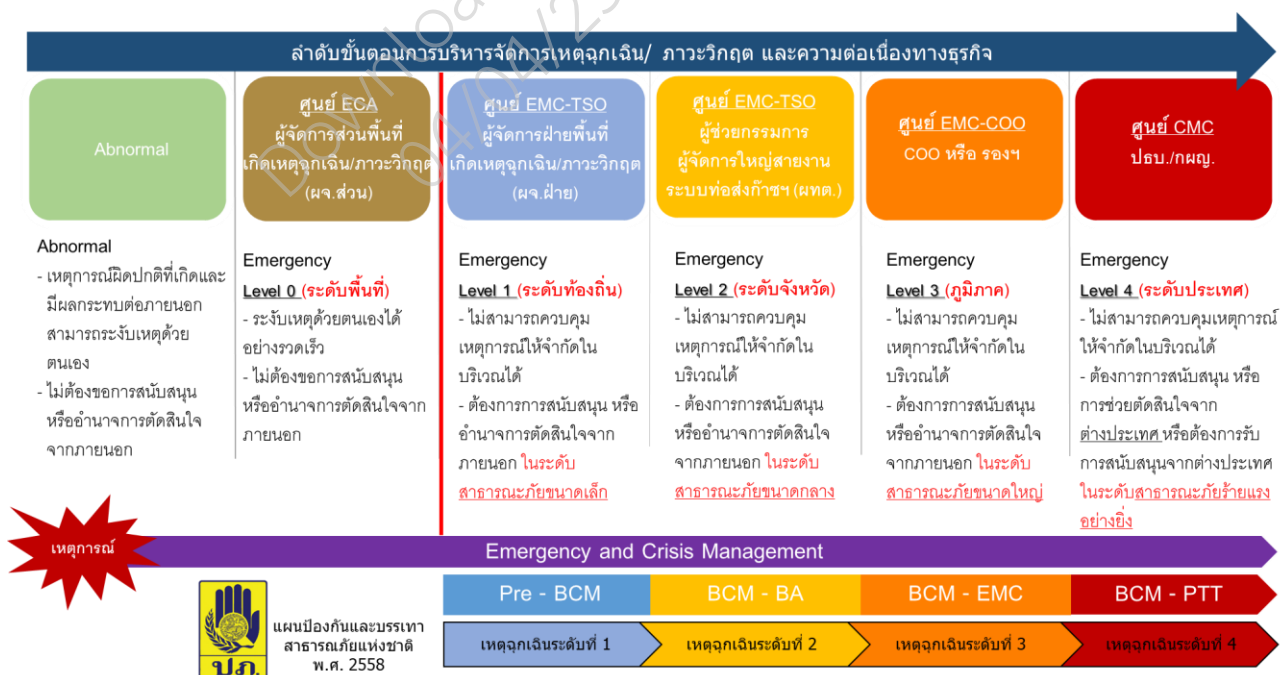 Downloa
04/04/25
ลำดับขั้นตอนการบริหารจัดการเหตุฉุกเฉิน/ ภาวะวิกฤต และความต่อเนื่องทางธุรกิจ
Abnormal
ศูนย์ ECA
ผู้จัดการส่วนพื้นที่
เกิดเหตุฉุกเฉิน/ภาวะวิกฤต
(ผจ.ส่วน)
ศูนย์ EMC-TSO
ผู้จัดการฝ่ายพื้นที่
เกิดเหตุฉุกเฉิน/ภาวะวิกฤต
(ผจ.ฝ่าย)
ศูนย์ EMC-TSO
ผู้ช่วยกรรมการ
ผู้จัดการใหญ่สายงาน
ระบบท่อส่งก๊าซฯ (ผทต.)
ศูนย์ EMC-COO
COO หรือ รองฯ
ศูนย์ CMC
ปธบ./กผญ.
Abnormal
- เหตุการณ์ผิดปกติที่เกิดและ
มีผลกระทบต่อภายนอก
สามารถระงับเหตุด้วย
ตนเอง
- ไม่ต้องขอการสนับสนุน
หรืออำนาจการตัดสินใจ
จากภายนอก
Emergency
Level 0 (ระดับพื้นที่)
- ระงับเหตุด้วยตนเองได้
อย่างรวดเร็ว
- ไม่ต้องขอการสนับสนุน
หรืออำนาจการตัดสินใจจาก
ภายนอก
Emergency
Level 1 (ระดับท้องถิ่น)
- ไม่สามารถควบคุม
เหตุการณ์ให้จำกัดใน
บริเวณได้
- ต้องการการสนับสนุน หรือ
อำนาจการตัดสินใจจาก
ภายนอก ในระดับ
สาธารณะภัยขนาดเล็ก
Emergency
Level 2 (ระดับจังหวัด)
- ไม่สามารถควบคุม
เหตุการณ์ให้จำกัดใน
บริเวณได้
- ต้องการการสนับสนุน
หรืออำนาจการตัดสินใจ
จากภายนอก ในระดับ
สาธารณะภัยขนาดกลาง
Emergency
Level 3 (ภูมิภาค)
- ไม่สามารถควบคุม
เหตุการณ์ให้จำกัดใน
บริเวณได้
- ต้องการการสนับสนุน
หรืออำนาจการตัดสินใจ
จากภายนอก ในระดับ
สาธารณะภัยขนาดใหญ่
Emergency
Level 4 (ระดับประเทศ)
- ไม่สามารถควบคุมเหตุการณ์
ให้จำกัดในบริเวณได้
- ต้องการการสนับสนุน หรือ
การช่วยตัดสินใจจาก
ต่างประเทศ หรือต้องการรับ
การสนับสนุนจากต่างประเทศ
ในระดับสาธารณะภัยร้ายแรง
อย่างยิ่ง
เหตุการณ์
Emergency and Crisis Management
Pre - BCM
BCM - BA
BCM - EMC
BCM - PTT
ปภ.
แผนป้องกันและบรรเทา
สาธารณภัยแห่งชาติ
พ.ศ. 2558
เหตุฉุกเฉินระดับที่ 1
เหตุฉุกเฉินระดับที่ 2
เหตุฉุกเฉินระดับที่ 3
เหตุฉุกเฉินระดับที่ 4